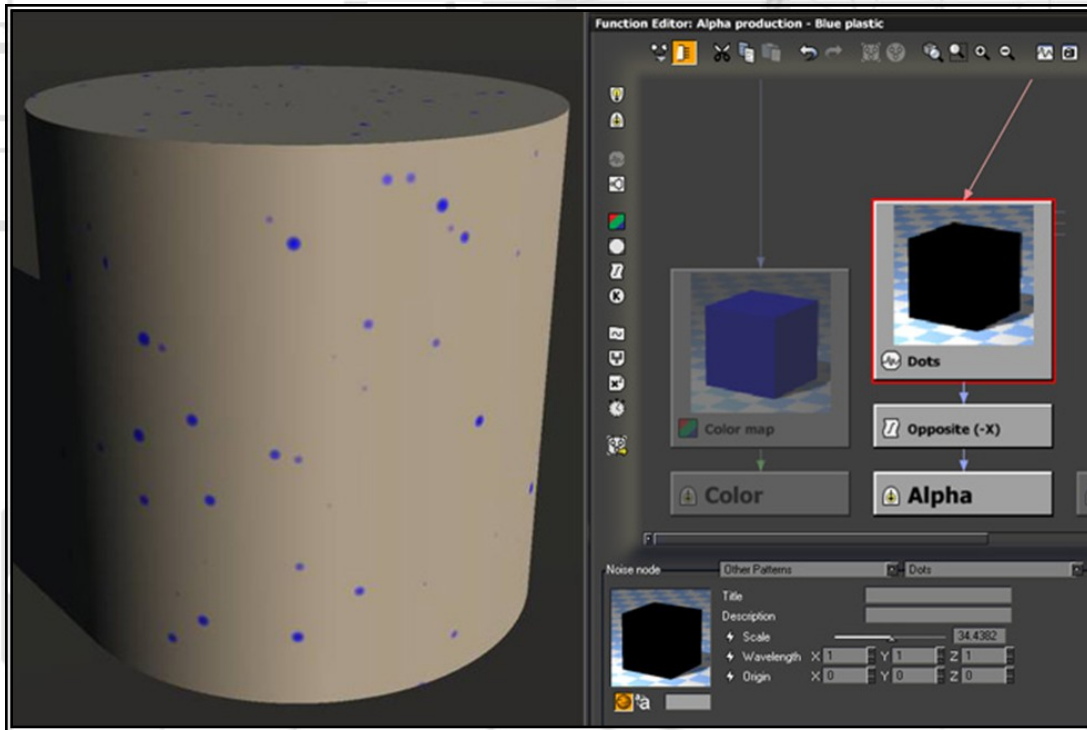 Function Editor: Alpha production - Blue plastic
Dots
Color map
Opposite (-X)
Color
Alpha
Noise node
Other Patterns
Dots
Title
Description
Scale
34.4382
Wavelength X 1 Y 1 Z 1
Origin X 0 Y 0 Z 0